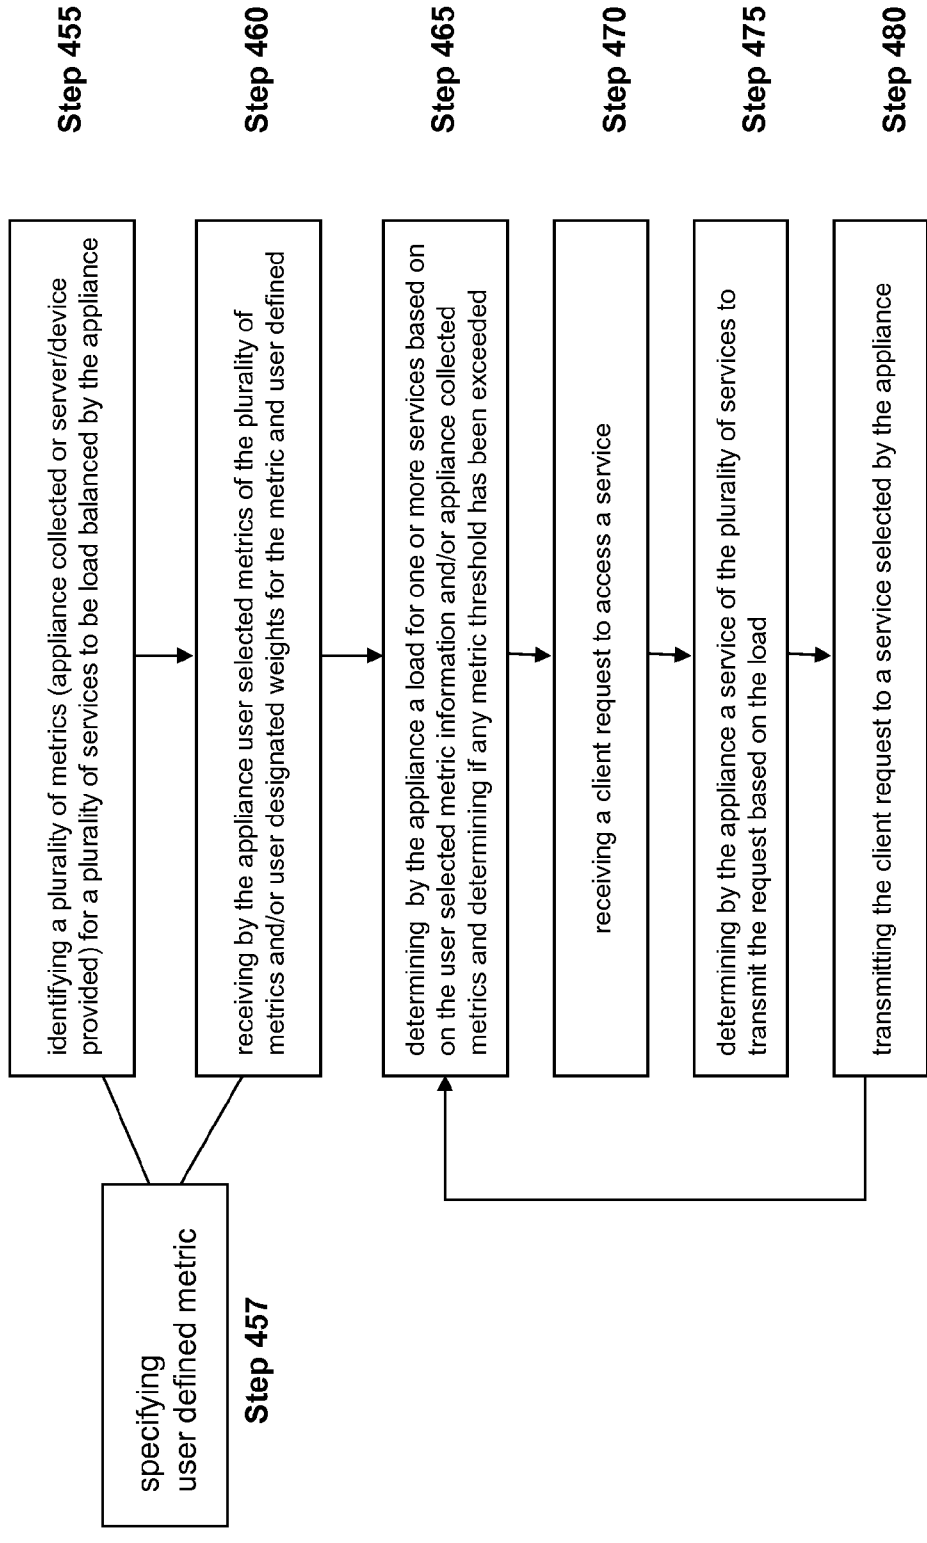 identifying a plurality of metrics (appliance collected or server/device
provided) for a plurality of services to be load balanced by the appliance
Step 455
specifying
user defined metric
Step 457
receiving by the appliance user selected metrics of the plurality of
metrics and/or user designated weights for the metric and user defined
Step 460
determining by the appliance a load for one or more services based on
on the user selected metric information and/or appliance collected
metrics and determining if any metric threshold has been exceeded
Step 465
receiving a client request to access a service
Step 470
determining by the appliance a service of the plurality of services to
transmit the request based on the load
Step 475
transmitting the client request to a service selected by the appliance
Step 480